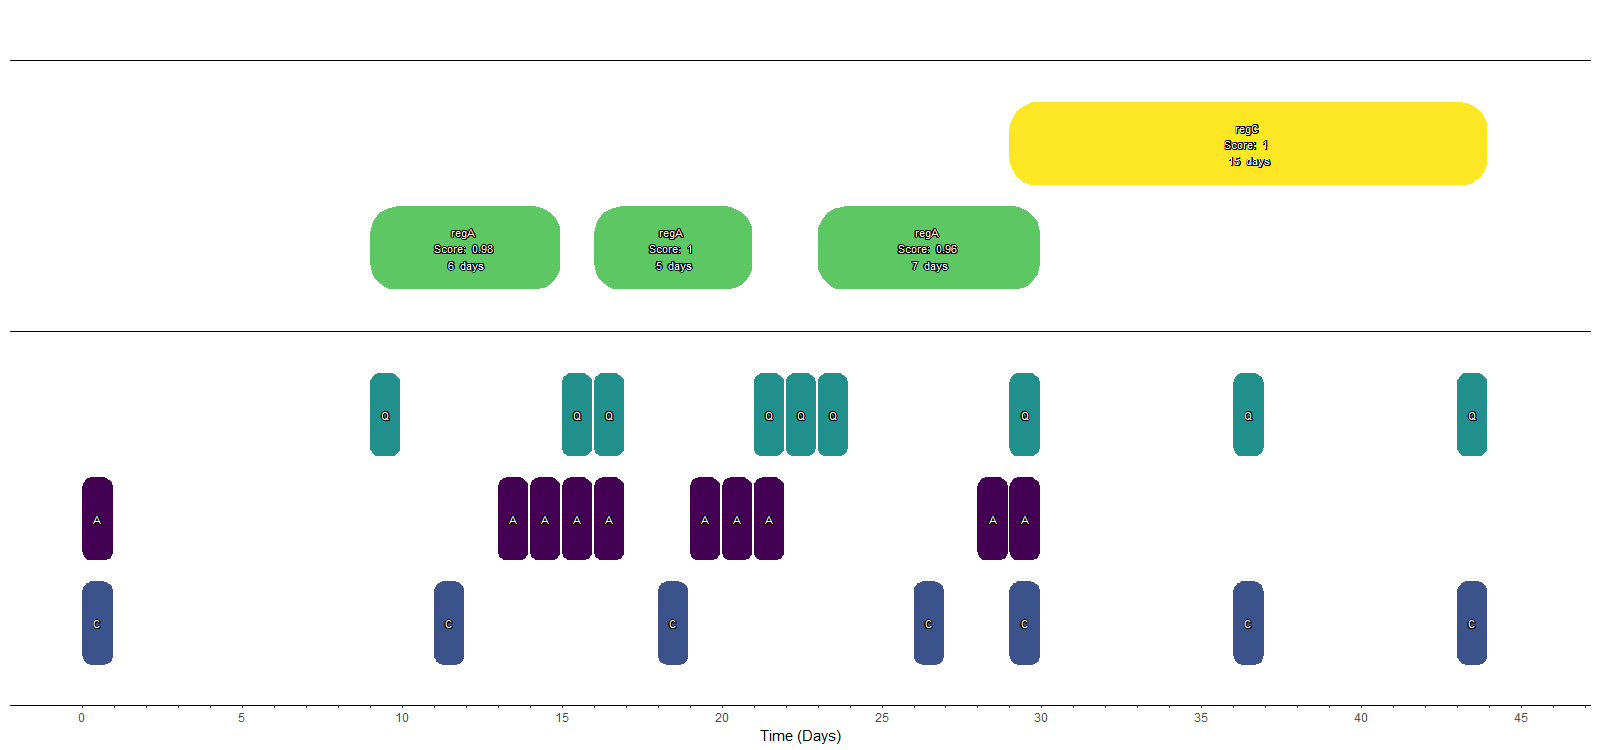 regC
Score: 1
15 days
regA
Score: 0.98
6 days
regA
Score: 1
5 days
regA
Score: 0.96
7 days
Q Q Q Q Q Q Q Q Q
A A A A A A A A A A
C C C C C C C
0 5 10 15 20 25 30 35 40 45
Time (Days)